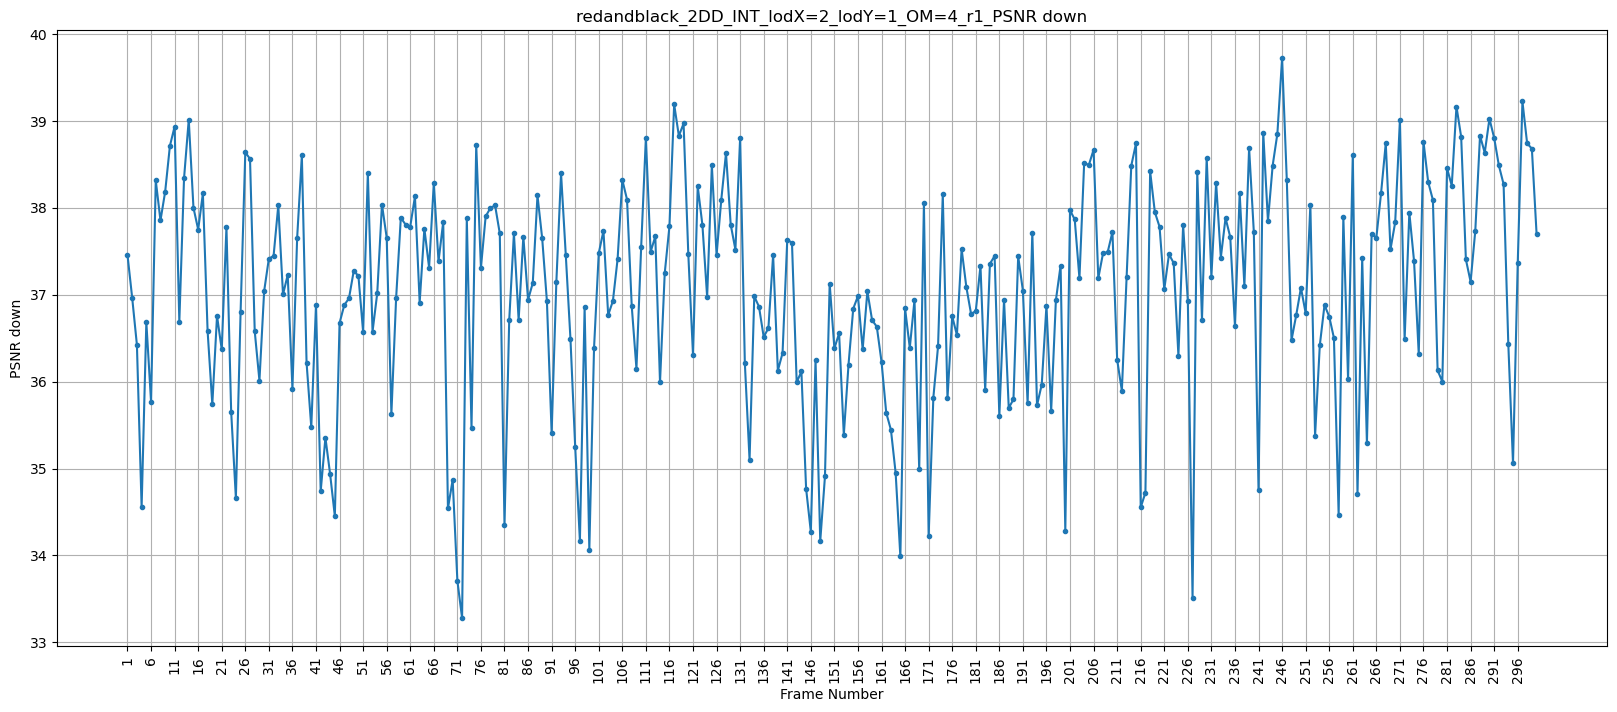 redandblack_2DD_INT_lodX=2_lodY=1_OM=4_r1_PSNR down
PSNR down
40
39
38
37
36
35
34
33
1 6 11 16 21 26 31 36 41 46 51 56 61 66 71 76 81 86 91 96 101 106 111 116 121 126 131 136 141 146 151 156 161 166 171 176 181 186 191 196 201 206 211 216 221 226 231 236 241 246 251 256 261 266 271 276 281 286 291 296
Frame Number